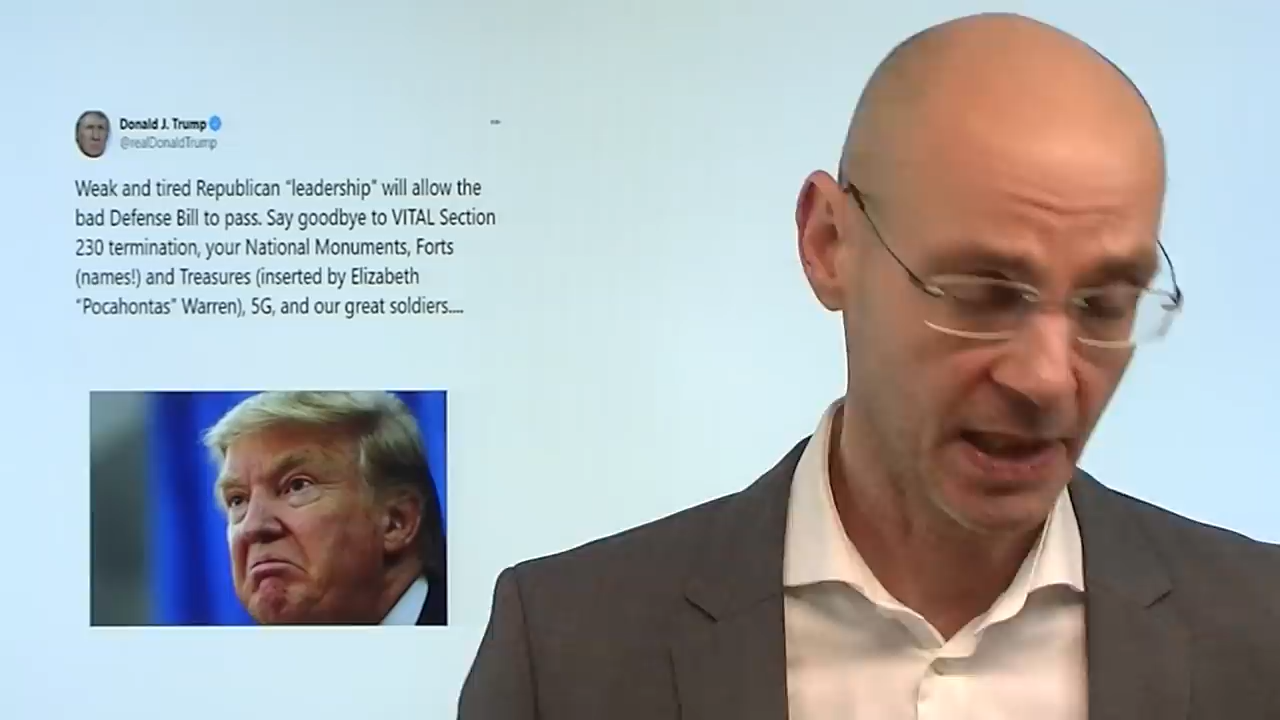 Donald J. Trump
@realDonaldTrump
Weak and tired Republican “leadership” will allow the
bad Defense Bill to pass. Say goodbye to VITAL Section
230 termination, your National Monuments, Forts
(names!) and Treasures (inserted by Elizabeth
“Pocahontas” Warren), 5G, and our great soldiers....